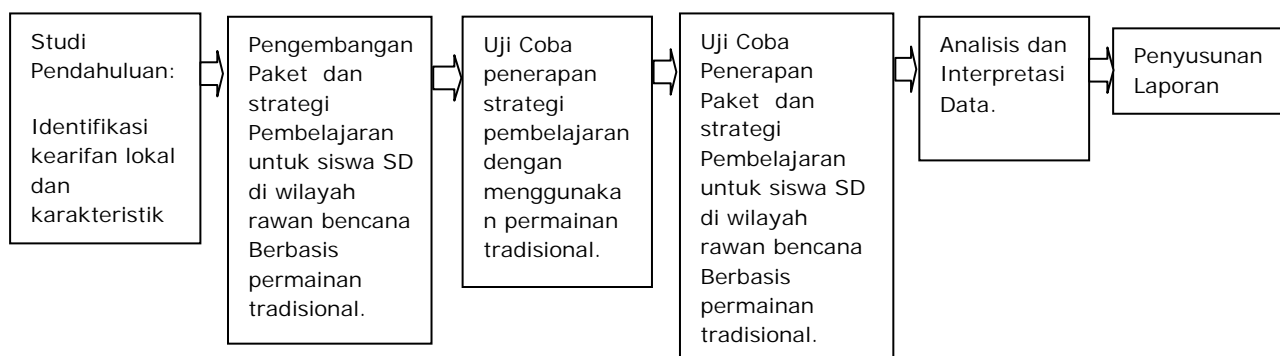 Studi
Pendahuluan:
Identifikasi
kearifan lokal
dan
karakteristik
Pengembangan
Paket dan
strategi
Pembelajaran
untuk siswa SD
di wilayah
rawan bencana
Berbasis
permainan
tradisional.
Uji Coba
penerapan
strategi
pembelajaran
dengan
menggunaka
n permainan
tradisional.
Uji Coba
Penerapan
Paket dan
strategi
Pembelajaran
untuk siswa SD
di wilayah
rawan bencana
Berbasis
permainan
tradisional.
Analisis dan
Interpretasi
Data.
Penyusunan
Laporan